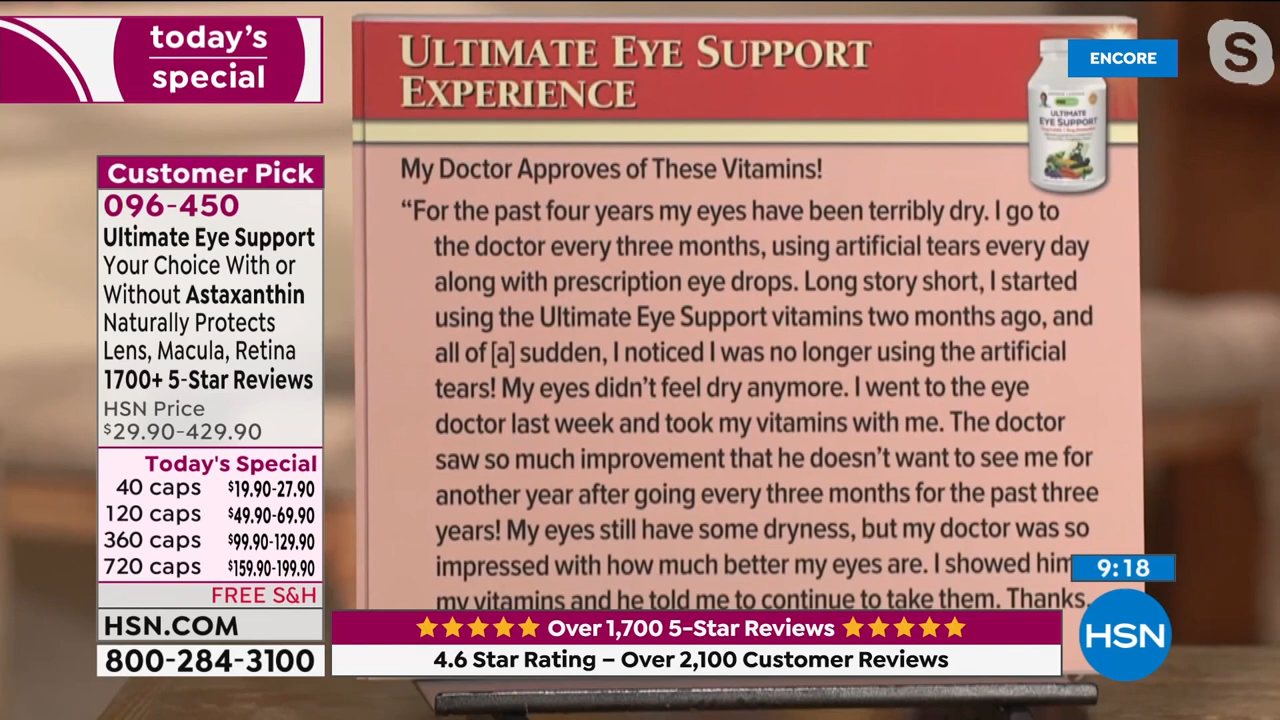 today's
special
Customer Pick
096-450
Ultimate Eye Support
Your Choice With or
Without Astaxanthin
Naturally Protects
Lens, Macula, Retina
1700+ 5-Star Reviews
HSN Price
$29.90-429.90
Today's Special
40 caps $19.90-27.90
120 caps $49.90-69.90
360 caps $99.90-129.90
720 caps $159.90-199.90
FREE S&H
HSN.COM
800-284-3100
ULTIMATE EYE SUPPORT
EXPERIENCE
ENCORE
S
ULTIMATE
EYE SUPPORT
My Doctor Approves of These Vitamins!
“For the past four years my eyes have been terribly dry. I go to
the doctor every three months, using artificial tears every day
along with prescription eye drops. Long story short, I started
using the Ultimate Eye Support vitamins two months ago, and
all of [a] sudden, I noticed I was no longer using the artificial
tears! My eyes didn’t feel dry anymore. I went to the eye
doctor last week and took my vitamins with me. The doctor
saw so much improvement that he doesn’t want to see me for
another year after going every three months for the past three
years! My eyes still have some dryness, but my doctor was so
impressed with how much better my eyes are. I showed him
my vitamins and he told me to continue to take them. Thanks,
9:18
HSN
Over 1,700 5-Star Reviews
4.6 Star Rating – Over 2,100 Customer Reviews